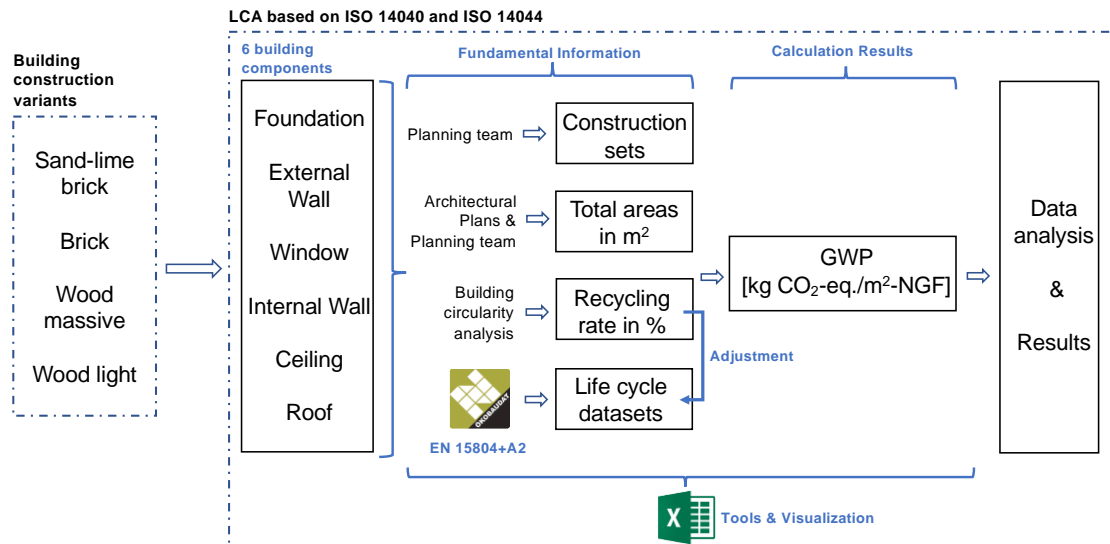 LCA based on ISO 14040 and ISO 14044
Building
construction
variants
Sand-lime
brick
Brick
Wood
massive
Wood light
6 building
components
Foundation
External
Wall
Window
Internal Wall
Ceiling
Roof
Fundamental Information
Planning team
Construction
sets
Architectural
Plans &
Planning team
Total areas
in m²
Building
circularity
analysis
Recycling
rate in %
Adjustment
ÖKOBAUDAT
EN 15804+A2
Life cycle
datasets
Calculation Results
GWP
[kg CO₂-eq./m²-NGF]
Data
analysis
&
Results
X
Tools & Visualization